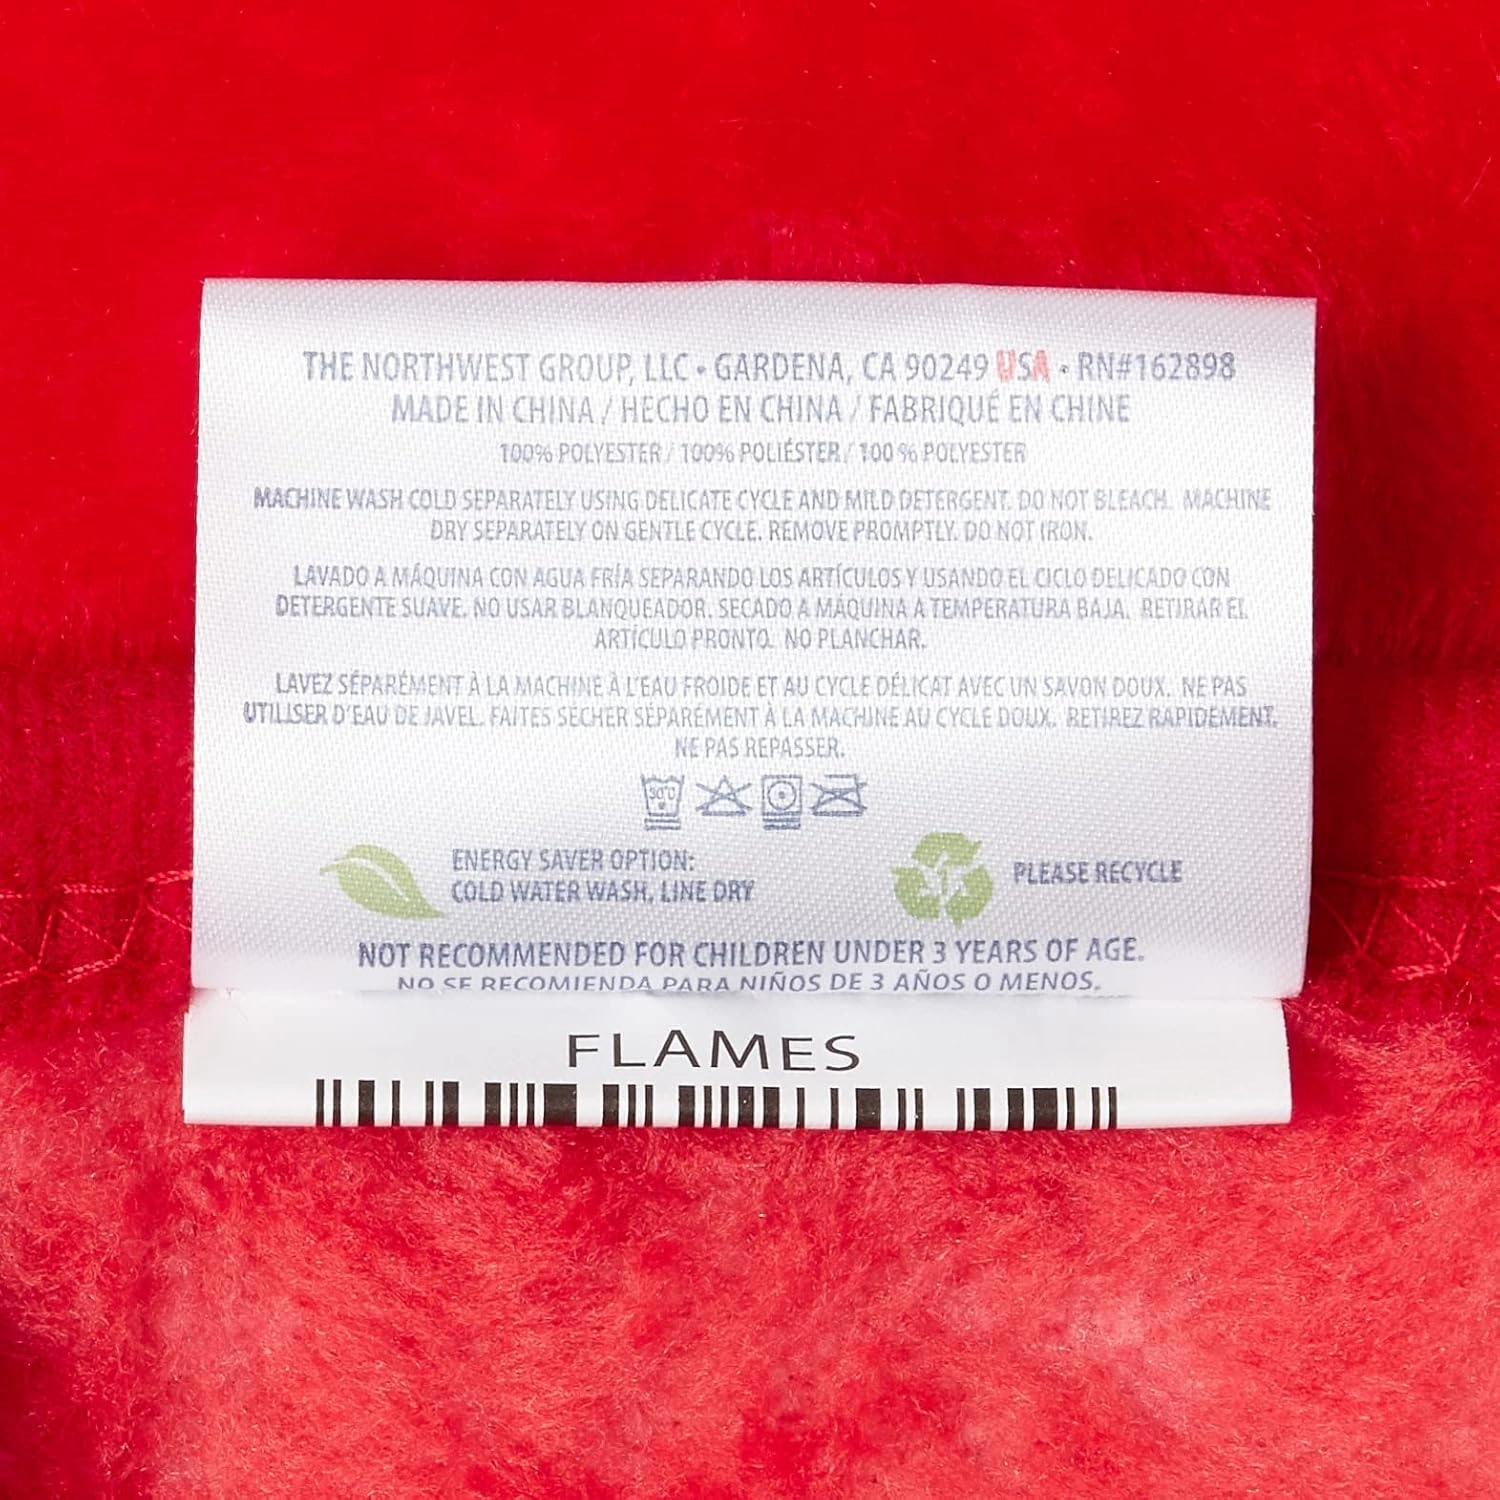 THE NORTHWEST GROUP, LLC • GARDENA, CA 90249 USA • RN#162898
MADE IN CHINA / HECHO EN CHINA / FABRIQUÉ EN CHINE
100% POLYESTER / 100% POLIÉSTER / 100 % POLYESTER
MACHINE WASH COLD SEPARATELY USING DELICATE CYCLE AND MILD DETERGENT. DO NOT BLEACH. MACHINE
DRY SEPARATELY ON GENTLE CYCLE. REMOVE PROMPTLY. DO NOT IRON.
LAVADO A MÁQUINA CON AGUA FRÍA SEPARANDO LOS ARTÍCULOS Y USANDO EL CICLO DELICADO CON
DETERGENTE SUAVE. NO USAR BLANQUEADOR. SECADO A MÁQUINA A TEMPERATURA BAJA. RETIRAR EL
ARTÍCULO PRONTO. NO PLANCHAR.
LAVEZ SÉPARÉMENT À LA MACHINE À L'EAU FROIDE ET AU CYCLE DÉLICAT AVEC UN SAVON DOUX. NE PAS
UTILISER D'EAU DE JAVEL. FAITES SÉCHER SÉPARÉMENT À LA MACHINE AU CYCLE DOUX. RETIREZ RAPIDEMENT.
NE PAS REPASSER.
30°C
ENERGY SAVER OPTION:
COLD WATER WASH, LINE DRY
1
PLEASE RECYCLE
NOT RECOMMENDED FOR CHILDREN UNDER 3 YEARS OF AGE.
NO SE RECOMIENDA PARA NIÑOS DE 3 AÑOS O MENOS.
FLAMES